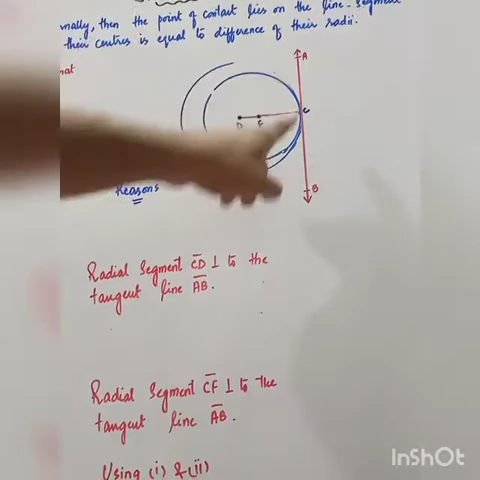 nally, then the point of contact lies on the line-segment
their centres is equal to difference of their radii.
hat
A
D F C
B
Reasons
Radial Segment CD ⊥ to the
tangent line AB.
Radial Segment CF ⊥ to the
tangent line AB.
Using (i) & (ii)
InShOt